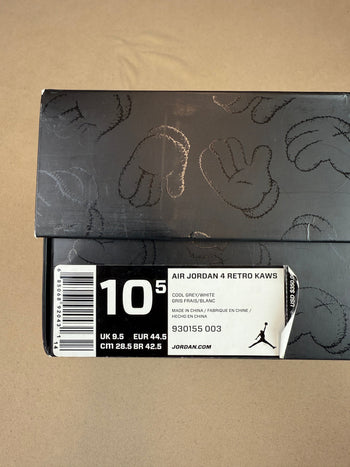 10⁵
UK 9.5 EUR 44.5
CM 28.5 BR 42.5
AIR JORDAN 4 RETRO KAWS
COOL GREY/WHITE
GRIS FRAIS/BLANC
MADE IN CHINA / FABRIQUE EN CHINE /
HECHO EN CHINA
930155 003
JORDAN.COM